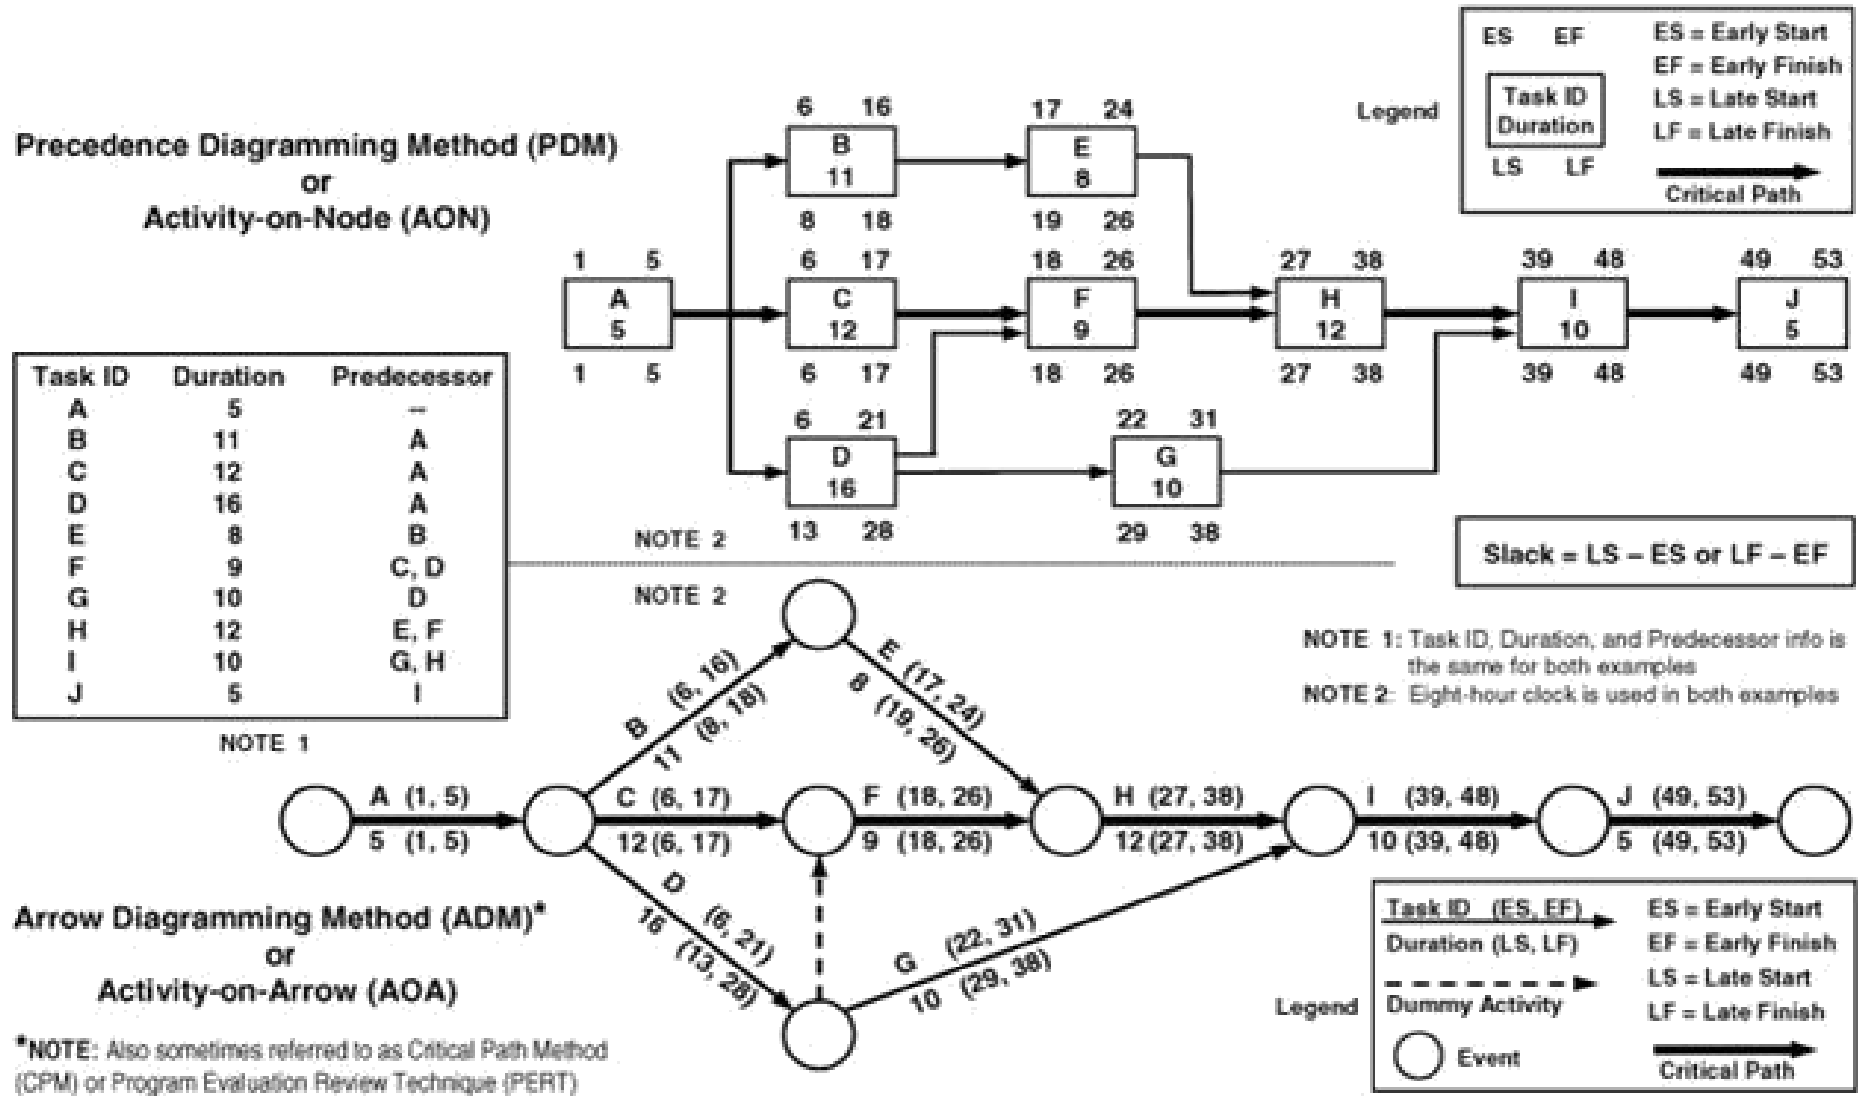 Precedence Diagramming Method (PDM)
or
Activity-on-Node (AON)
ES EF
Task ID
Duration
LS LF
ES = Early Start
EF = Early Finish
LS = Late Start
LF = Late Finish
Critical Path
Legend
6 16
B
11
8 18
17 24
E
8
19 26
1 5
A
5
1 5
6 17
C
12
6 17
18 26
F
9
18 26
27 38
H
12
27 38
39 48
I
10
39 48
49 53
J
5
49 53
6 21
D
16
13 28
22 31
G
10
29 38
Task ID Duration Predecessor
A 5 --
B 11 A
C 12 A
D 16 A
E 8 B
F 9 C, D
G 10 D
H 12 E, F
I 10 G, H
J 5 I
NOTE 1
NOTE 2
NOTE 2
Slack = LS – ES or LF – EF
NOTE 1: Task ID, Duration, and Predecessor info is
the same for both examples
NOTE 2: Eight-hour clock is used in both examples
B (6, 16)
11 (8, 18)
E (17, 24)
8 (19, 26)
A (1, 5)
5 (1, 5)
C (6, 17)
12 (6, 17)
F (18, 26)
9 (18, 26)
H (27, 38)
12 (27, 38)
I (39, 48)
10 (39, 48)
J (49, 53)
5 (49, 53)
D (6, 21)
16 (13, 28)
G (22, 31)
10 (29, 38)
Arrow Diagramming Method (ADM)*
or
Activity-on-Arrow (AOA)
*NOTE: Also sometimes referred to as Critical Path Method
(CPM) or Program Evaluation Review Technique (PERT)
Legend
Task ID (ES, EF)
Duration (LS, LF)
Dummy Activity
Event
ES = Early Start
EF = Early Finish
LS = Late Start
LF = Late Finish
Critical Path